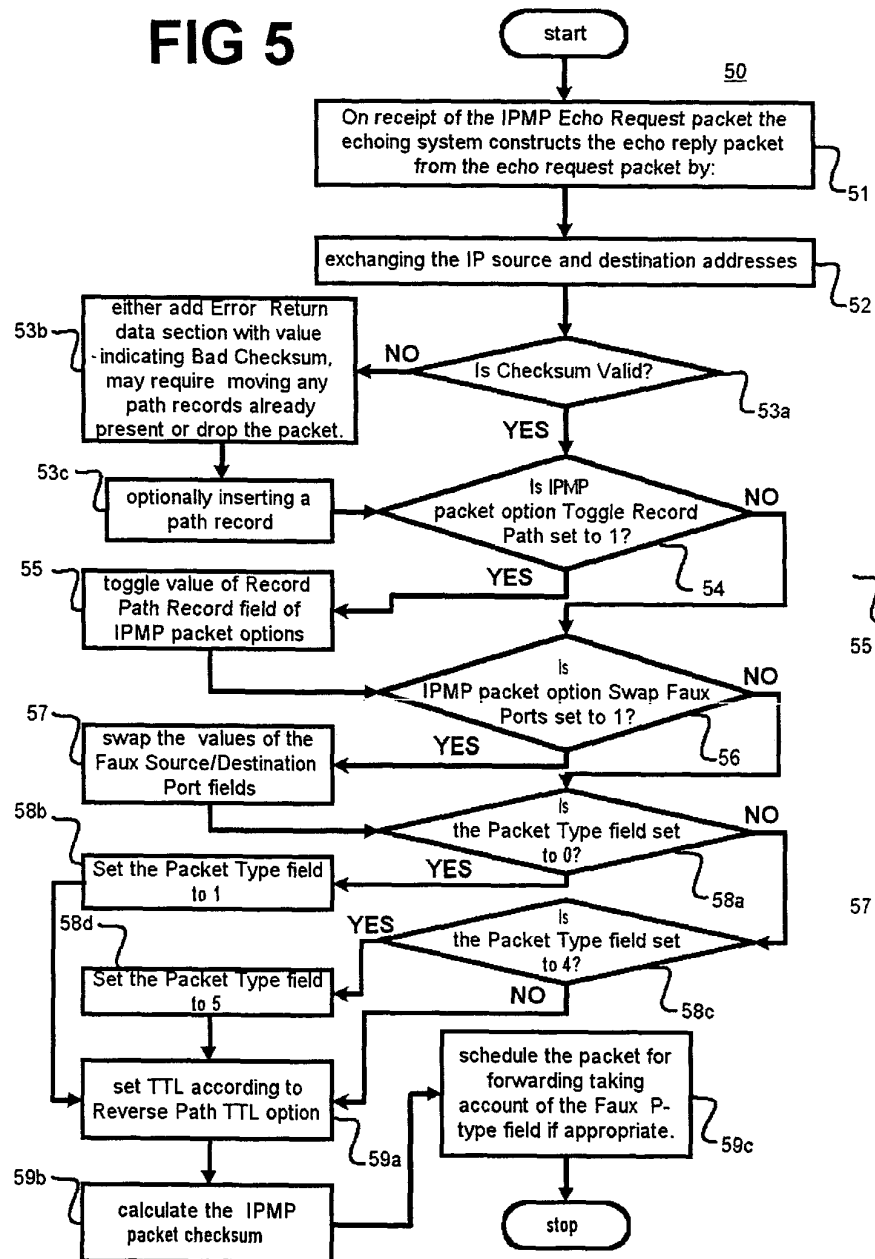 FIG 5
start
50
On receipt of the IPMP Echo Request packet the
echoing system constructs the echo reply packet
from the echo request packet by:
51
exchanging the IP source and destination addresses
52
53b
either add Error Return
data section with value
indicating Bad Checksum,
may require moving any
path records already
present or drop the packet.
NO
Is Checksum Valid?
53a
YES
53c
optionally inserting a
path record
Is IPMP
packet option Toggle Record
Path set to 1?
NO
54
YES
55
toggle value of Record
Path Record field of
IPMP packet options
55
Is
IPMP packet option Swap Faux
Ports set to 1?
NO
56
YES
57
swap the values of the
Faux Source/Destination
Port fields
Is
the Packet Type field set
to 0?
NO
58a
YES
58b
Set the Packet Type field
to 1
57
Is
the Packet Type field set
to 4?
YES
58c
NO
58d
Set the Packet Type field
to 5
set TTL according to
Reverse Path TTL option
59a
59b
calculate the IPMP
packet checksum
schedule the packet for
forwarding taking
account of the Faux P-
type field if appropriate.
59c
stop